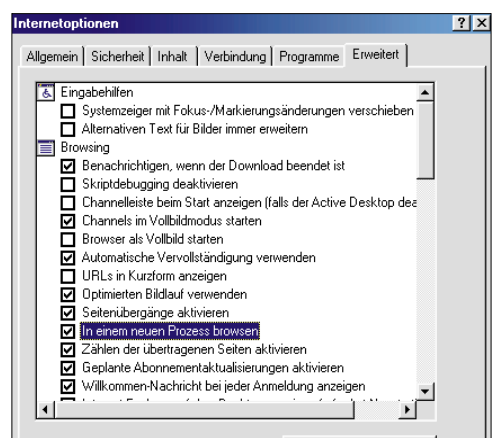 Internetoptionen
Allgemein Sicherheit Inhalt Verbindung Programme Erweitert
Eingabehilfen
Systemzeiger mit Fokus-/Markierungsänderungen verschieben
Alternativen Text für Bilder immer erweitern
Browsing
Benachrichtigen, wenn der Download beendet ist
Skriptdebugging deaktivieren
Channelleiste beim Start anzeigen (falls der Active Desktop dea
Channels im Vollbildmodus starten
Browser als Vollbild starten
Automatische Vervollständigung verwenden
URLs in Kurzform anzeigen
Optimierten Bildlauf verwenden
Seitenübergänge aktivieren
In einem neuen Prozess browsen
Zählen der übertragenen Seiten aktivieren
Geplante Abonnementaktualisierungen aktivieren
Willkommen-Nachricht bei jeder Anmeldung anzeigen